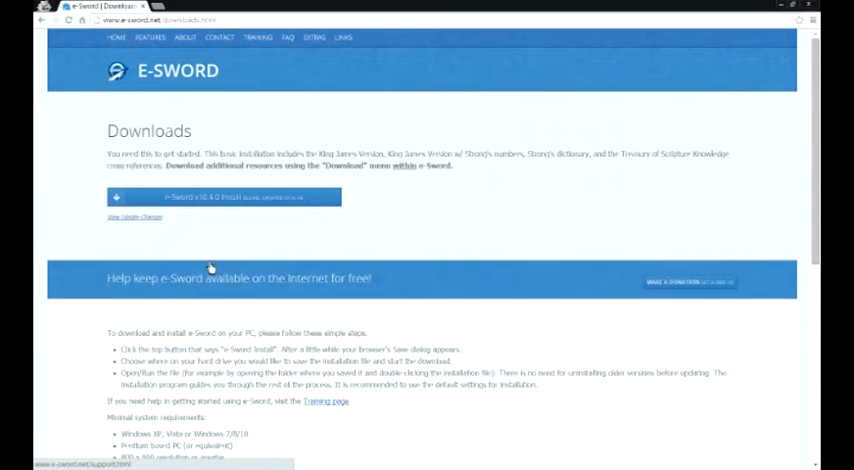 e-Sword | Downloads
www.e-sword.net/downloads.html
HOME FEATURES ABOUT CONTACT TRAINING FAQ EXTRAS LINKS
E-SWORD
Downloads
You need this to get started. This basic installation includes the King James Version, King James Version w/ Strong's numbers, Strong's dictionary, and the Treasury of Scripture Knowledge
cross references. Download additional resources using the "Download" menu within e-Sword.
e-Sword v10.4.0 Install
View Update Changes
Help keep e-Sword available on the Internet for free!
MAKE A DONATION
To download and install e-Sword on your PC, please follow these simple steps:
Click the top button that says "e-Sword Install". After a little while your browser's Save dialog appears.
Choose where on your hard drive you would like to save the installation file and start the download.
Open/Run the file (for example by opening the folder where you saved it and double clicking the installation file). There is no need for uninstalling older versions before updating. The
installation program guides you through the rest of the process. It is recommended to use the default settings for installation.
If you need help in getting started using e-Sword, visit the Training page.
Minimal system requirements:
Windows XP, Vista or Windows 7/8/10
Pentium based PC (or equivalent)
800 x 600 resolution or greater
www.e-sword.net/support.html